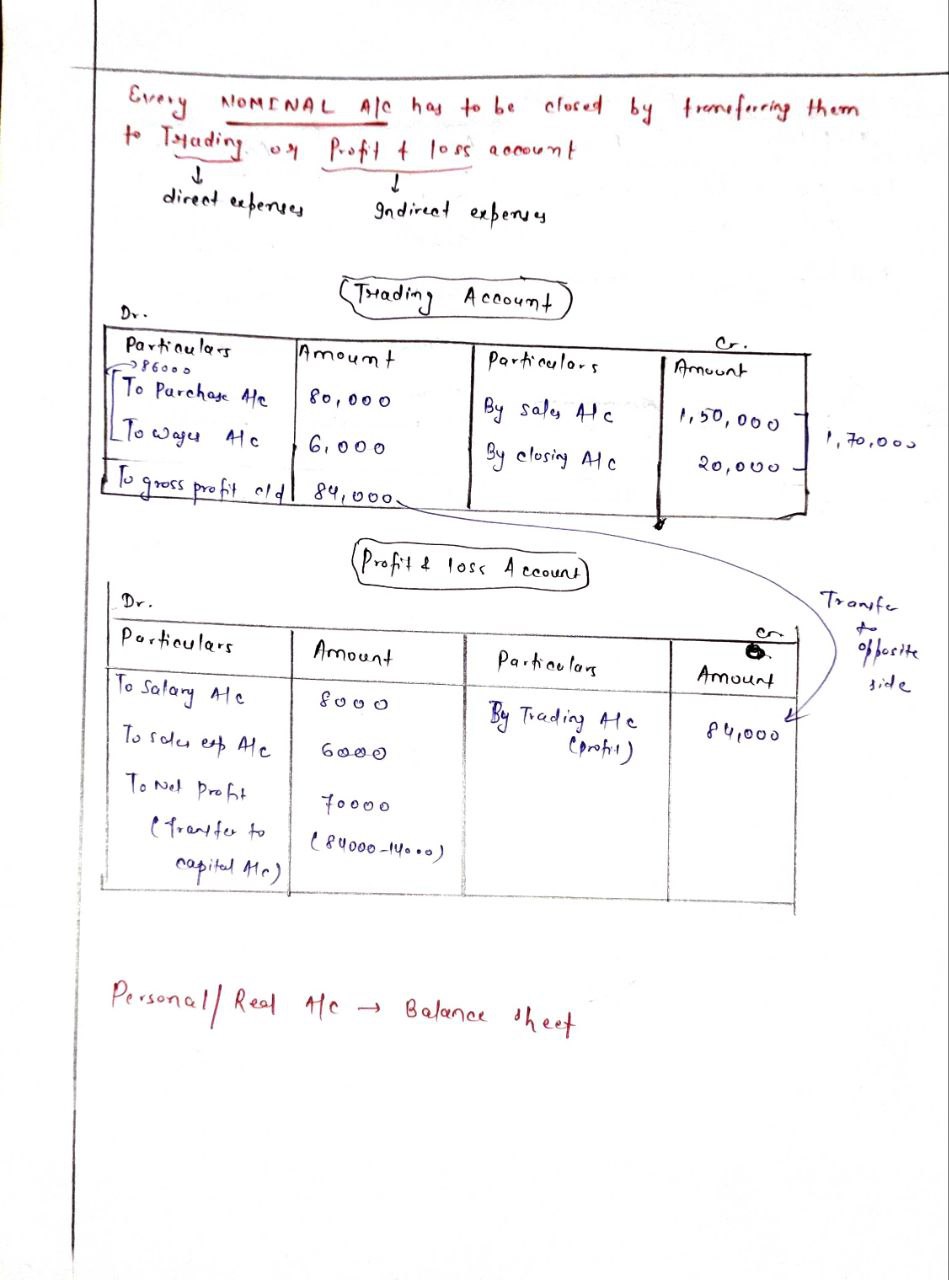 Every NOMINAL A/C has to be closed by transferring them
to Trading or Profit & loss account
↓ ↓
direct expenses Indirect expenses
Trading Account
Dr. Cr.
Particulars Amount Particulars Amount
→ 86000
To Purchase A/c 80,000 By sales A/c 1,50,000
1,70,000
To wages A/c 6,000 By closing A/c 20,000
To gross profit c/d 84,000
Profit & loss Account
Dr. Cr.
Particulars Amount Particulars Amount
To Salary A/c 8000 By Trading A/c 84,000
(profit)
To sales exp A/c 6000
To Net Profit 70000
(Transfer to (84000-14000)
capital A/c)
Transfer
to
opposite
side
Personal/Real A/c → Balance sheet